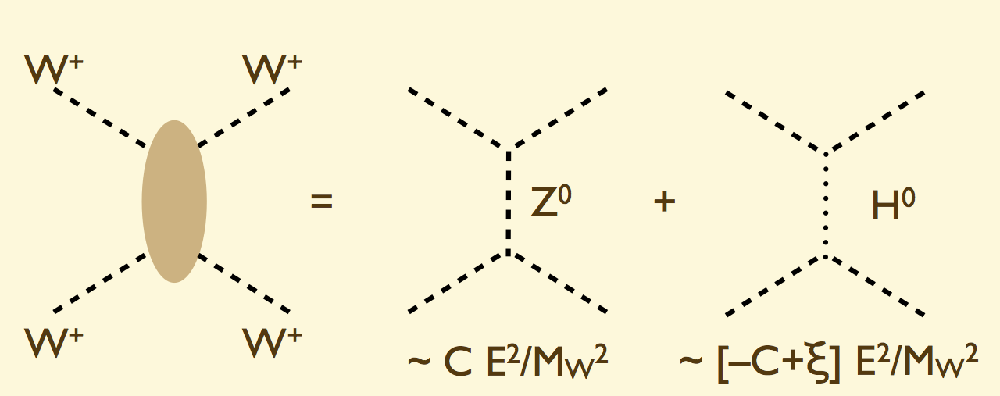 W⁺ W⁺
= Z⁰ + H⁰
W⁺ W⁺
~ C E²/Mw² ~ [–C+ξ] E²/Mw²